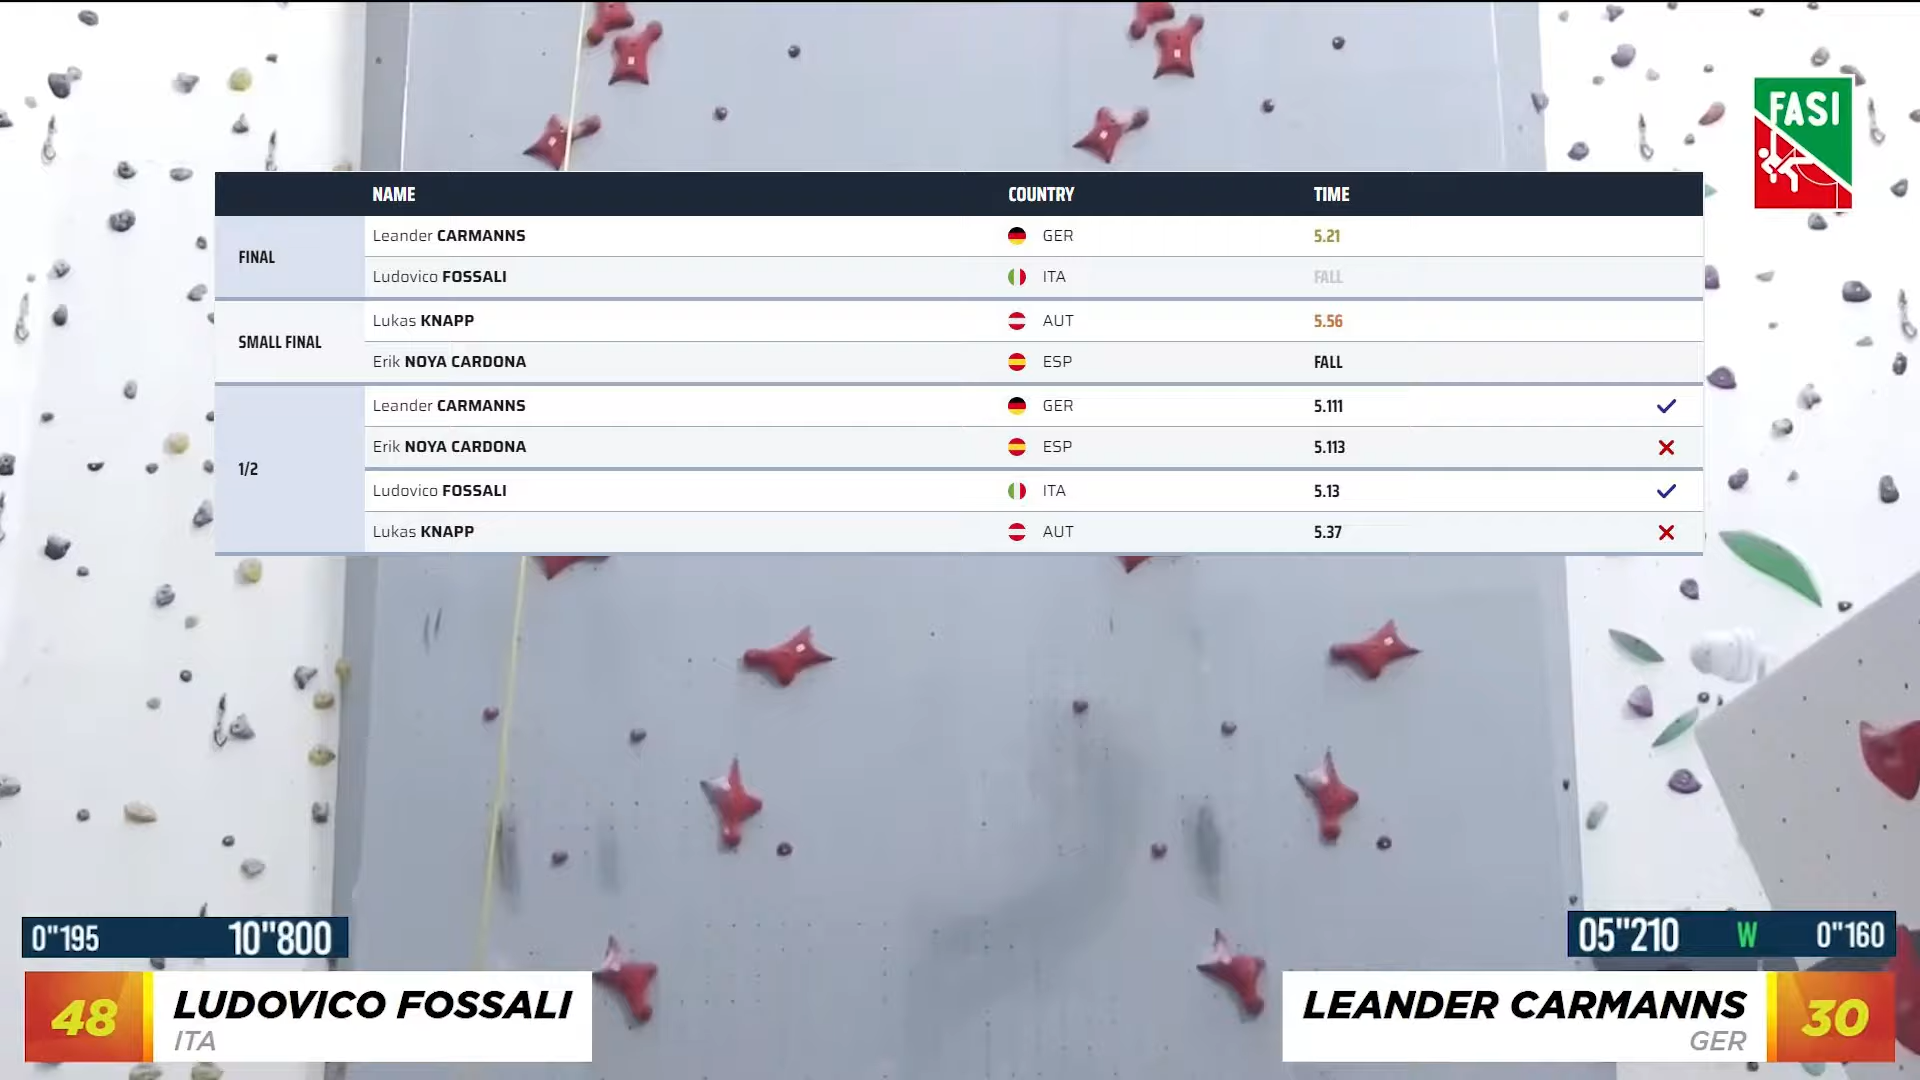 FASI
NAME COUNTRY TIME
FINAL
Leander CARMANNS GER 5.21
Ludovico FOSSALI ITA FALL
SMALL FINAL
Lukas KNAPP AUT 5.56
Erik NOYA CARDONA ESP FALL
1/2
Leander CARMANNS GER 5.111
Erik NOYA CARDONA ESP 5.113
Ludovico FOSSALI ITA 5.13
Lukas KNAPP AUT 5.37
0"195 10"800
05"210 W 0"160
48 LUDOVICO FOSSALI
ITA
LEANDER CARMANNS 30
GER